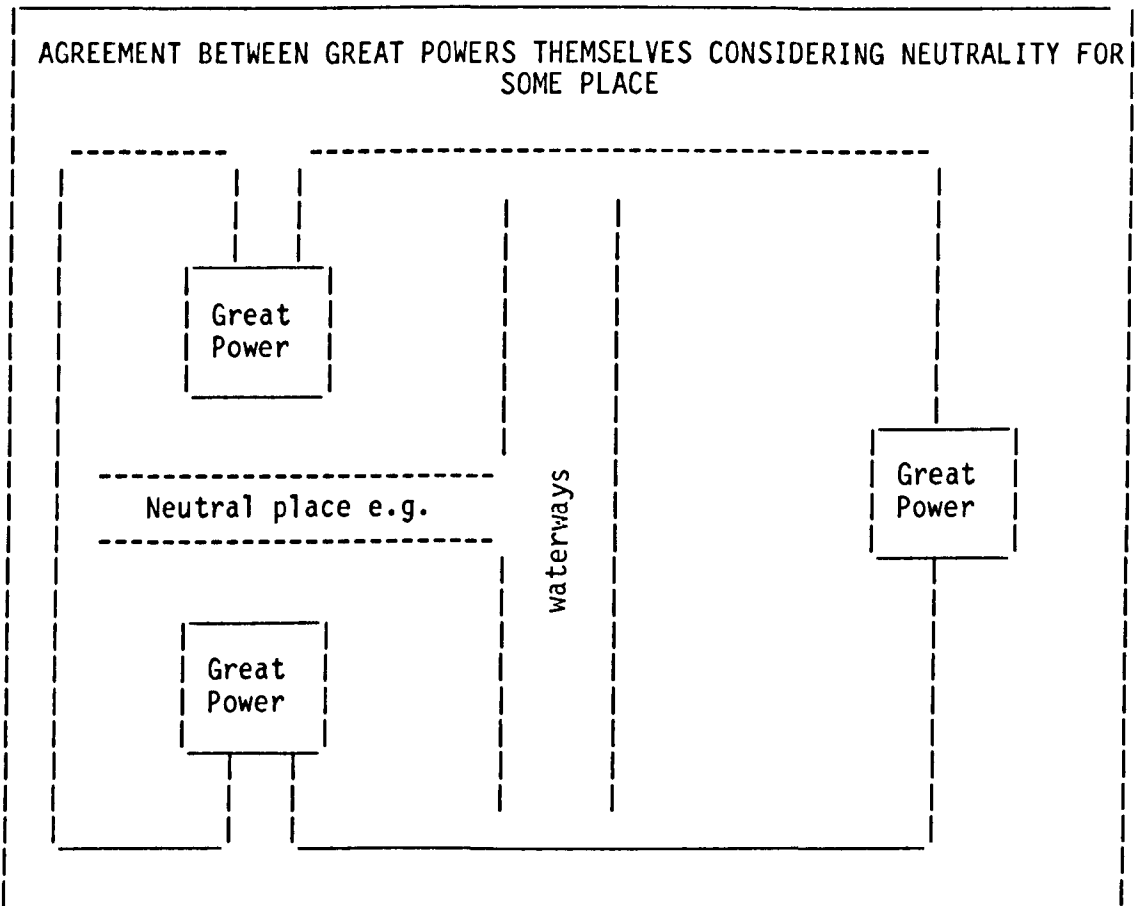 AGREEMENT BETWEEN GREAT POWERS THEMSELVES CONSIDERING NEUTRALITY FOR
SOME PLACE
Great
Power
Great
Power
Neutral place e.g.
waterways
Great
Power